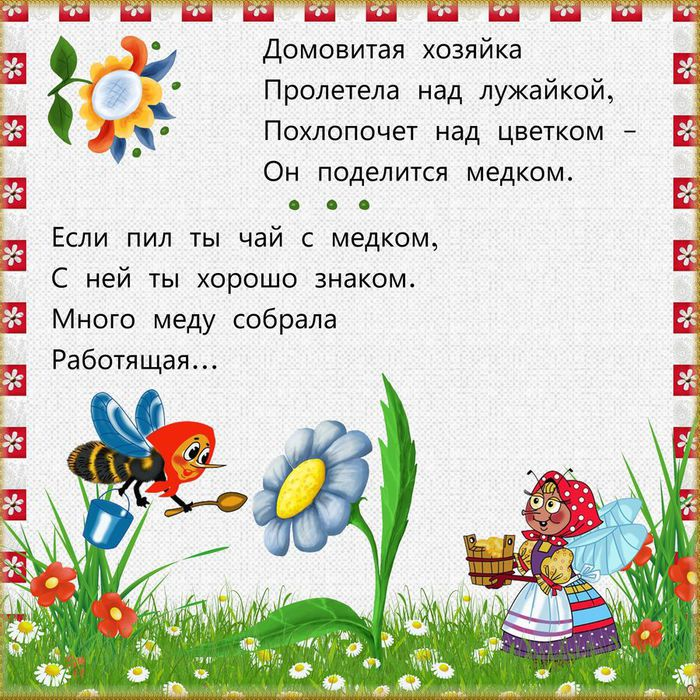 Домовитая хозяйка
Пролетела над лужайкой,
Похлопочет над цветком –
Он поделится медком.
Если пил ты чай с медком,
С ней ты хорошо знаком.
Много меду собрала
Работящая...